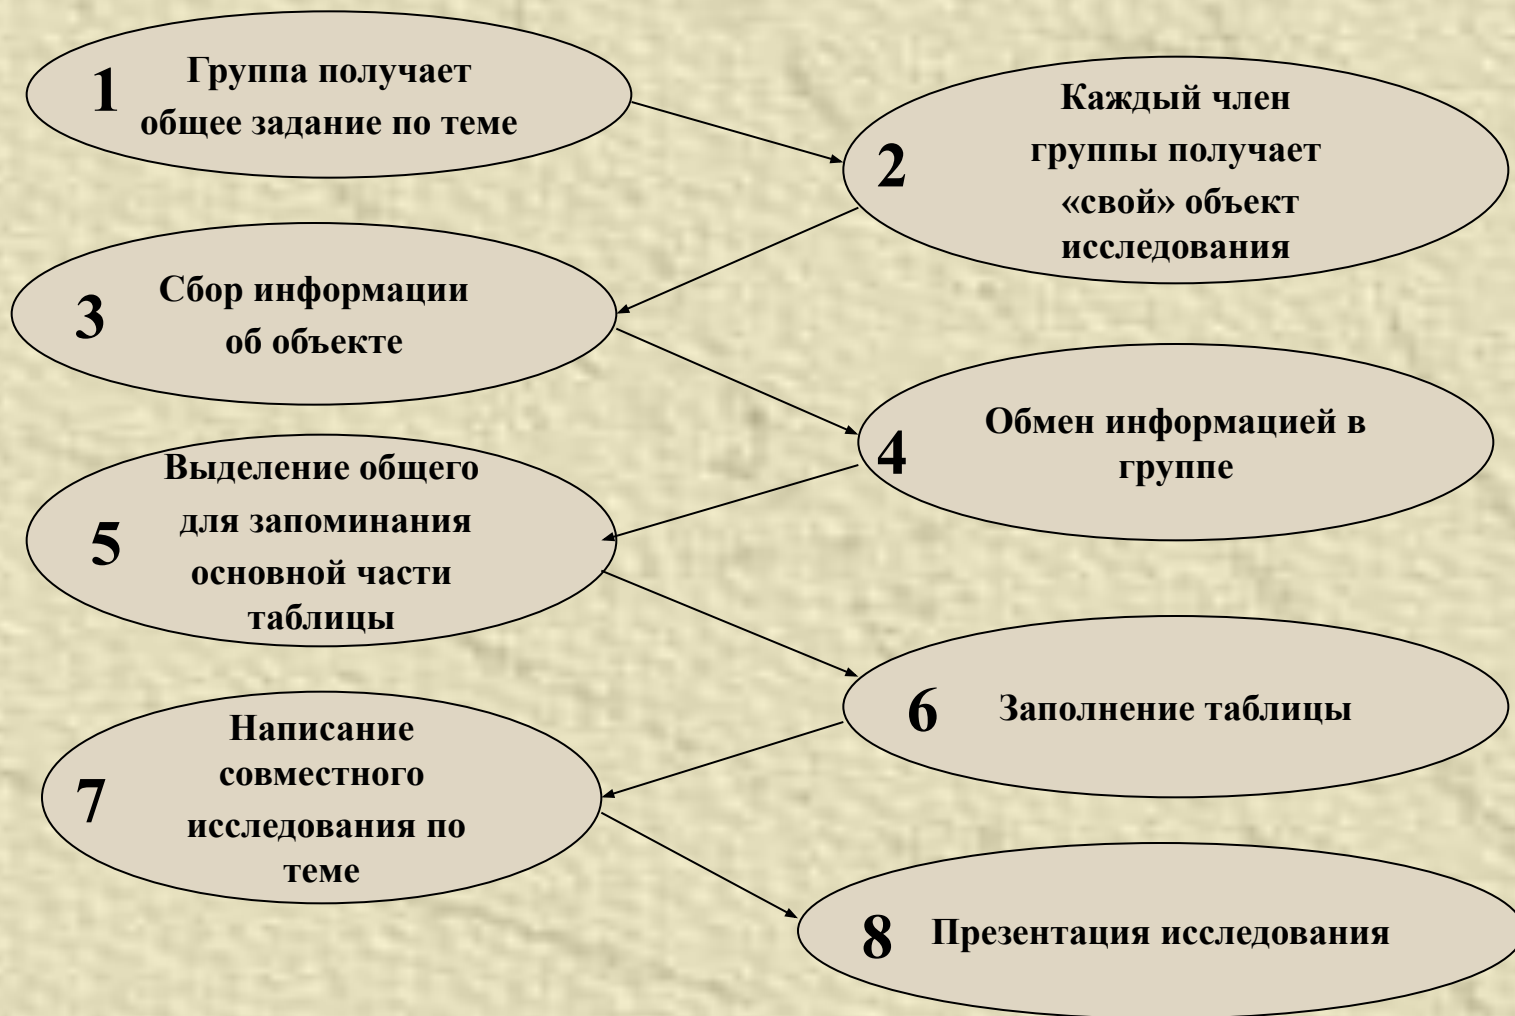 1 Группа получает
общее задание по теме
2 Каждый член
группы получает
«свой» объект
исследования
3 Сбор информации
об объекте
4 Обмен информацией в
группе
5 Выделение общего
для запоминания
основной части
таблицы
6 Заполнение таблицы
7 Написание
совместного
исследования по
теме
8 Презентация исследования